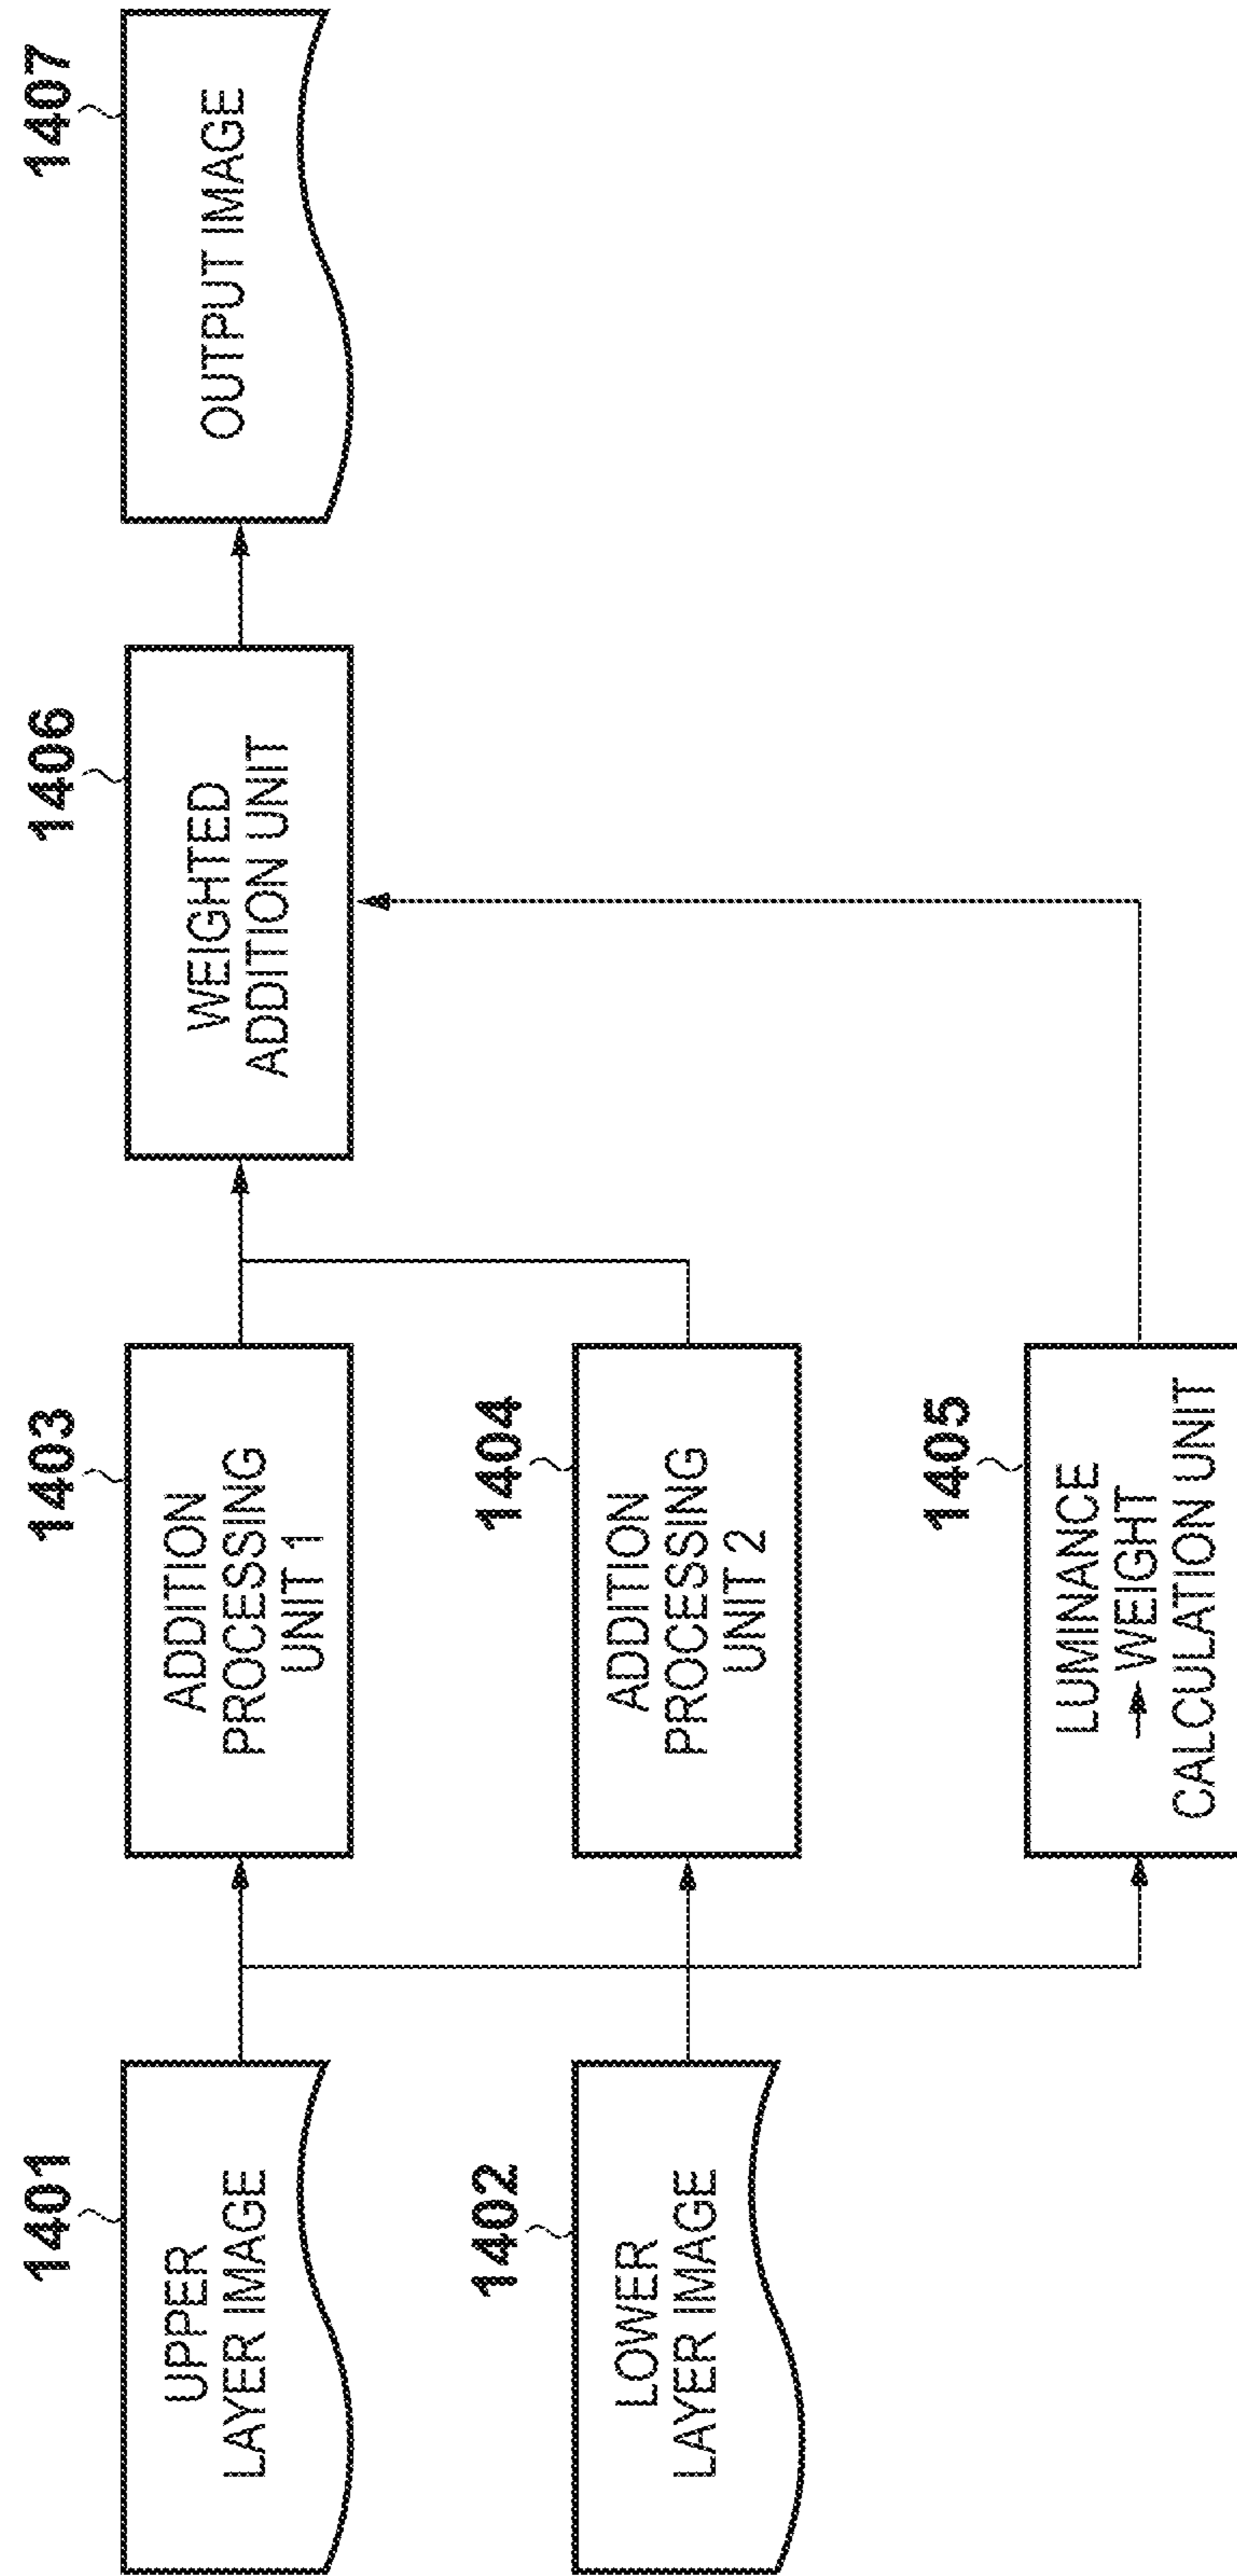 1401
UPPER
LAYER IMAGE
1402
LOWER
LAYER IMAGE
1403
ADDITION
PROCESSING
UNIT 1
1404
ADDITION
PROCESSING
UNIT 2
1405
LUMINANCE
→ WEIGHT
CALCULATION UNIT
1406
WEIGHTED
ADDITION UNIT
1407
OUTPUT IMAGE